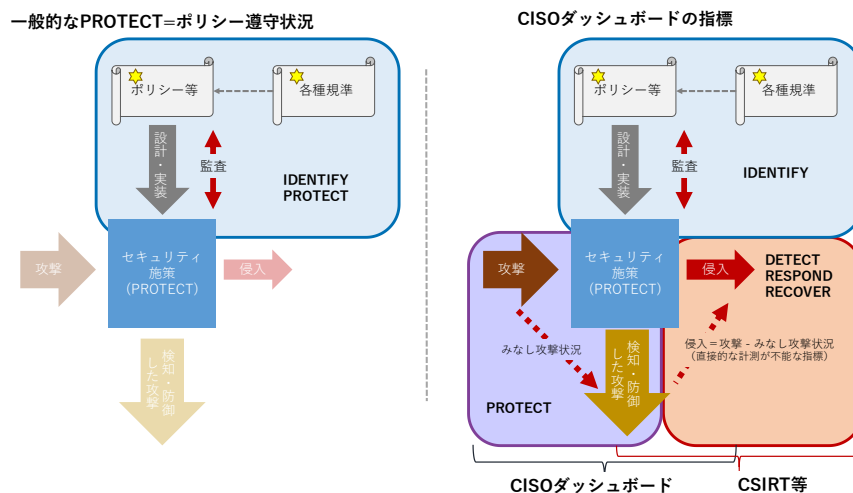 一般的なPROTECT=ポリシー遵守状況
ポリシー等
各種規準
設計・実装
監査
IDENTIFY
PROTECT
攻撃
セキュリティ
施策
(PROTECT)
侵入
検知・防御
した攻撃
CISOダッシュボードの指標
ポリシー等
各種規準
設計・実装
監査
IDENTIFY
攻撃
セキュリティ
施策
(PROTECT)
侵入
DETECT
RESPOND
RECOVER
みなし攻撃状況
検知・防御
した攻撃
侵入=攻撃 - みなし攻撃状況
(直接的な計測が不能な指標)
PROTECT
CISOダッシュボード
CSIRT等